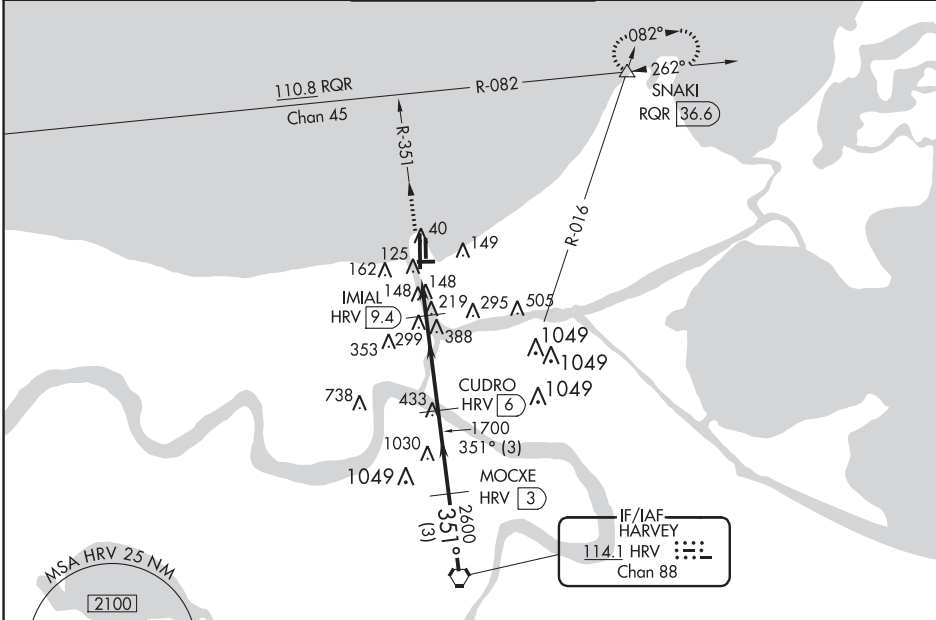 082°
262°
SNAKI
RQR 36.6
110.8 RQR
Chan 45
R-082
R-351
R-016
40
149
125
162
148
148
IMIAL
HRV 9.4
219
295
505
299
388
353
1049
1049
1049
738
433
CUDRO
HRV 6
1700
351° (3)
1030
1049
MOCXE
HRV 3
2600
351°
(3)
IF/IAF
HARVEY
114.1 HRV
Chan 88
MSA HRV 25 NM
2100